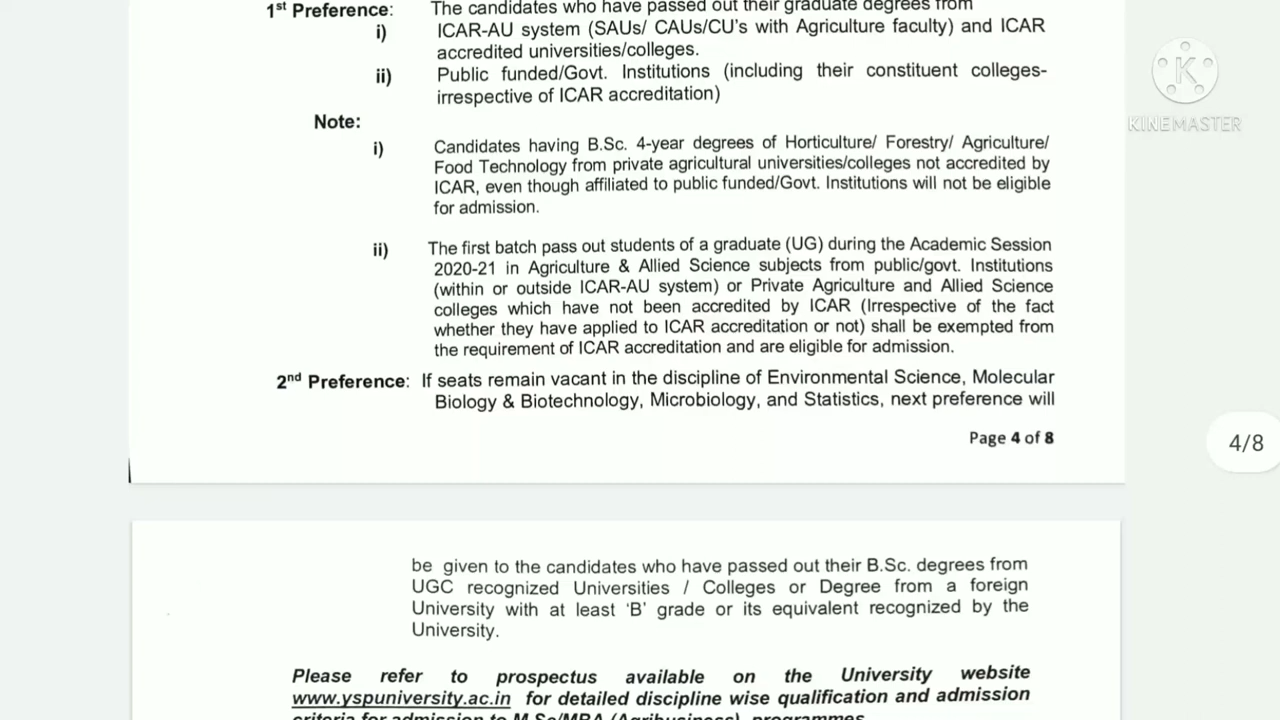 1st Preference: The candidates who have passed out their graduate degrees from
i) ICAR-AU system (SAUs/ CAUs/CU's with Agriculture faculty) and ICAR
accredited universities/colleges.
ii) Public funded/Govt. Institutions (including their constituent colleges-
irrespective of ICAR accreditation)
Note:
i) Candidates having B.Sc. 4-year degrees of Horticulture/ Forestry/ Agriculture/
Food Technology from private agricultural universities/colleges not accredited by
ICAR, even though affiliated to public funded/Govt. Institutions will not be eligible
for admission.
ii) The first batch pass out students of a graduate (UG) during the Academic Session
2020-21 in Agriculture & Allied Science subjects from public/govt. Institutions
(within or outside ICAR-AU system) or Private Agriculture and Allied Science
colleges which have not been accredited by ICAR (Irrespective of the fact
whether they have applied to ICAR accreditation or not) shall be exempted from
the requirement of ICAR accreditation and are eligible for admission.
2nd Preference: If seats remain vacant in the discipline of Environmental Science, Molecular
Biology & Biotechnology, Microbiology, and Statistics, next preference will
Page 4 of 8
be given to the candidates who have passed out their B.Sc. degrees from
UGC recognized Universities / Colleges or Degree from a foreign
University with at least 'B' grade or its equivalent recognized by the
University.
Please refer to prospectus available on the University website
www.yspuniversity.ac.in for detailed discipline wise qualification and admission
criteria for admission to M.Sc/MBA (Agribusiness) programmes
K
KINEMASTER
4/8